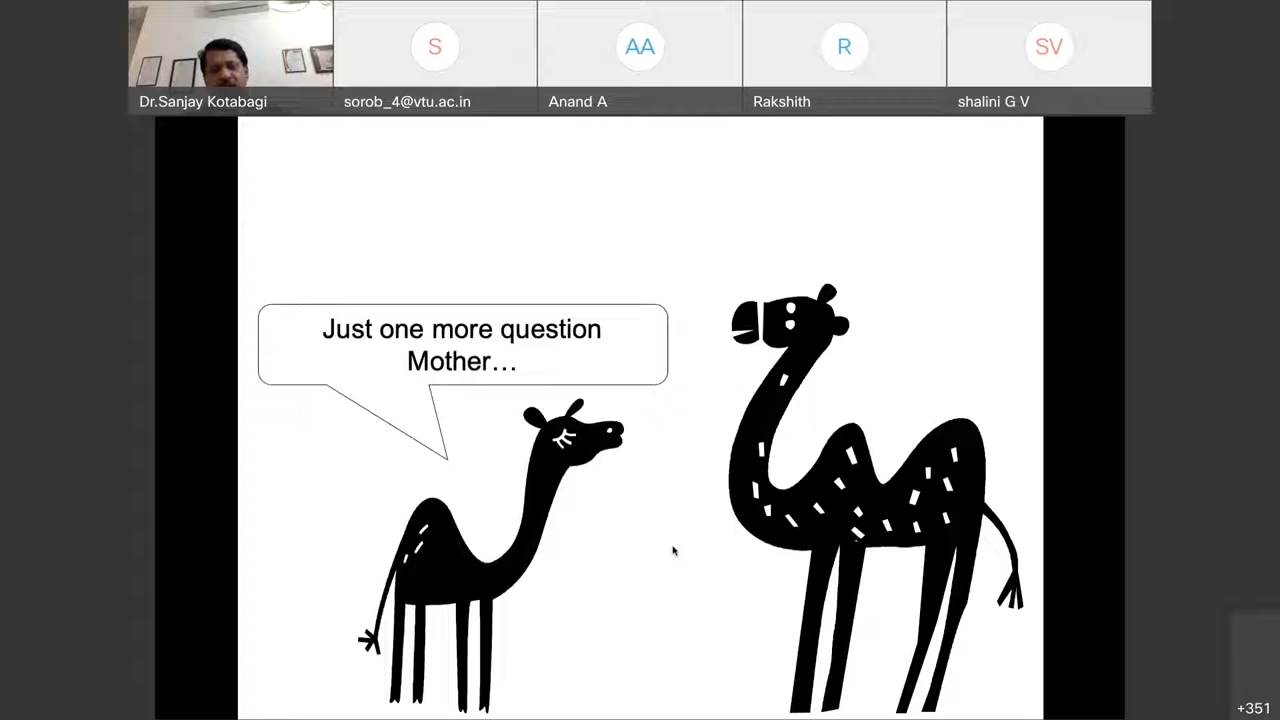 S
AA
R
SV
Dr.Sanjay Kotabagi
sorob_4@vtu.ac.in
Anand A
Rakshith
shalini G V
Just one more question
Mother…
+351